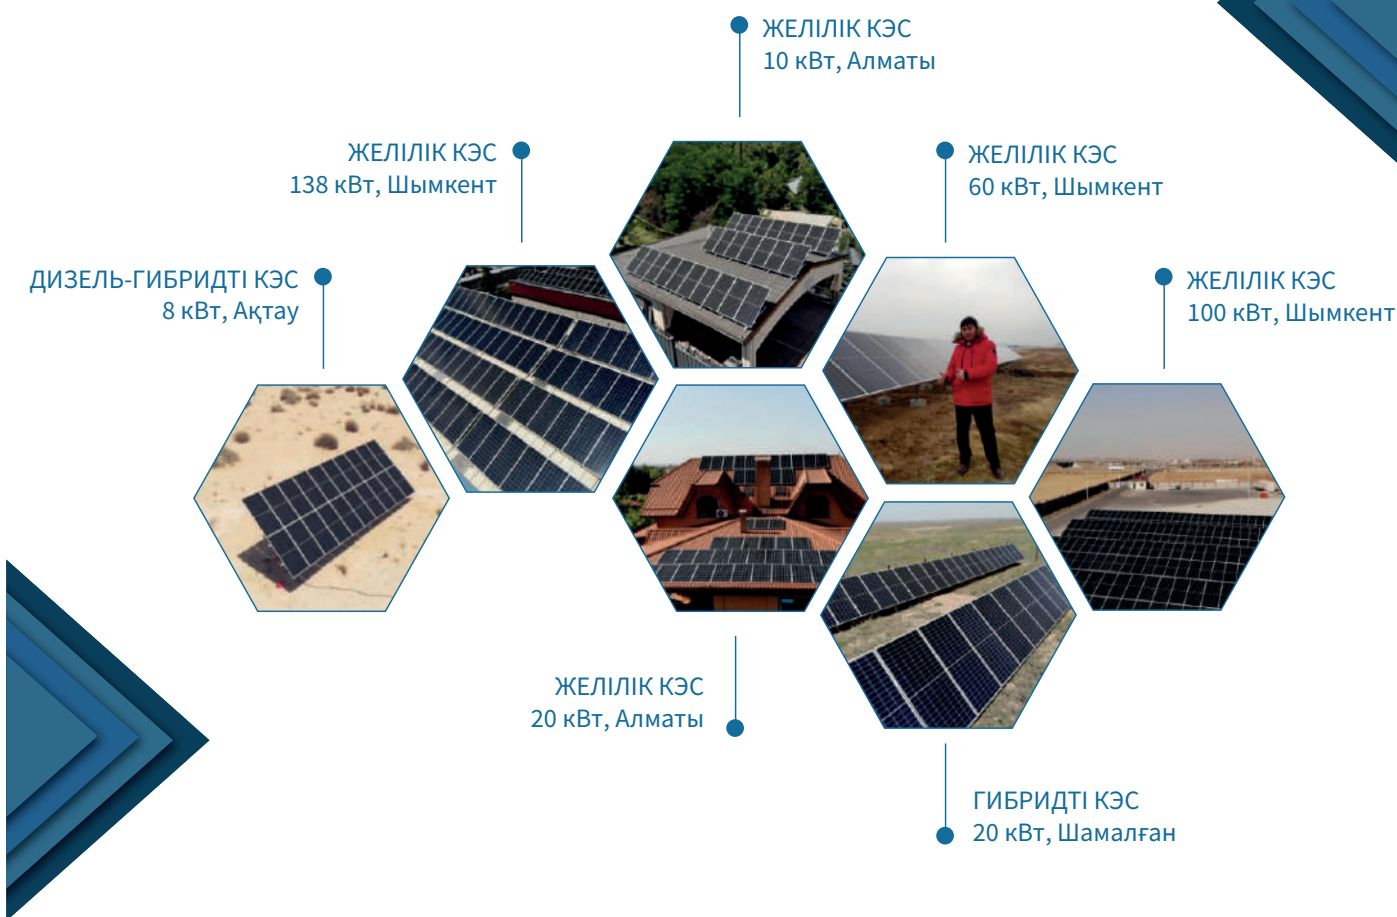 ЖЕЛІЛІК КЭС
10 кВт, Алматы
ЖЕЛІЛІК КЭС
138 кВт, Шымкент
ЖЕЛІЛІК КЭС
60 кВт, Шымкент
ДИЗЕЛЬ-ГИБРИДТІ КЭС
8 кВт, Ақтау
ЖЕЛІЛІК КЭС
100 кВт, Шымкент
ЖЕЛІЛІК КЭС
20 кВт, Алматы
ГИБРИДТІ КЭС
20 кВт, Шамалған